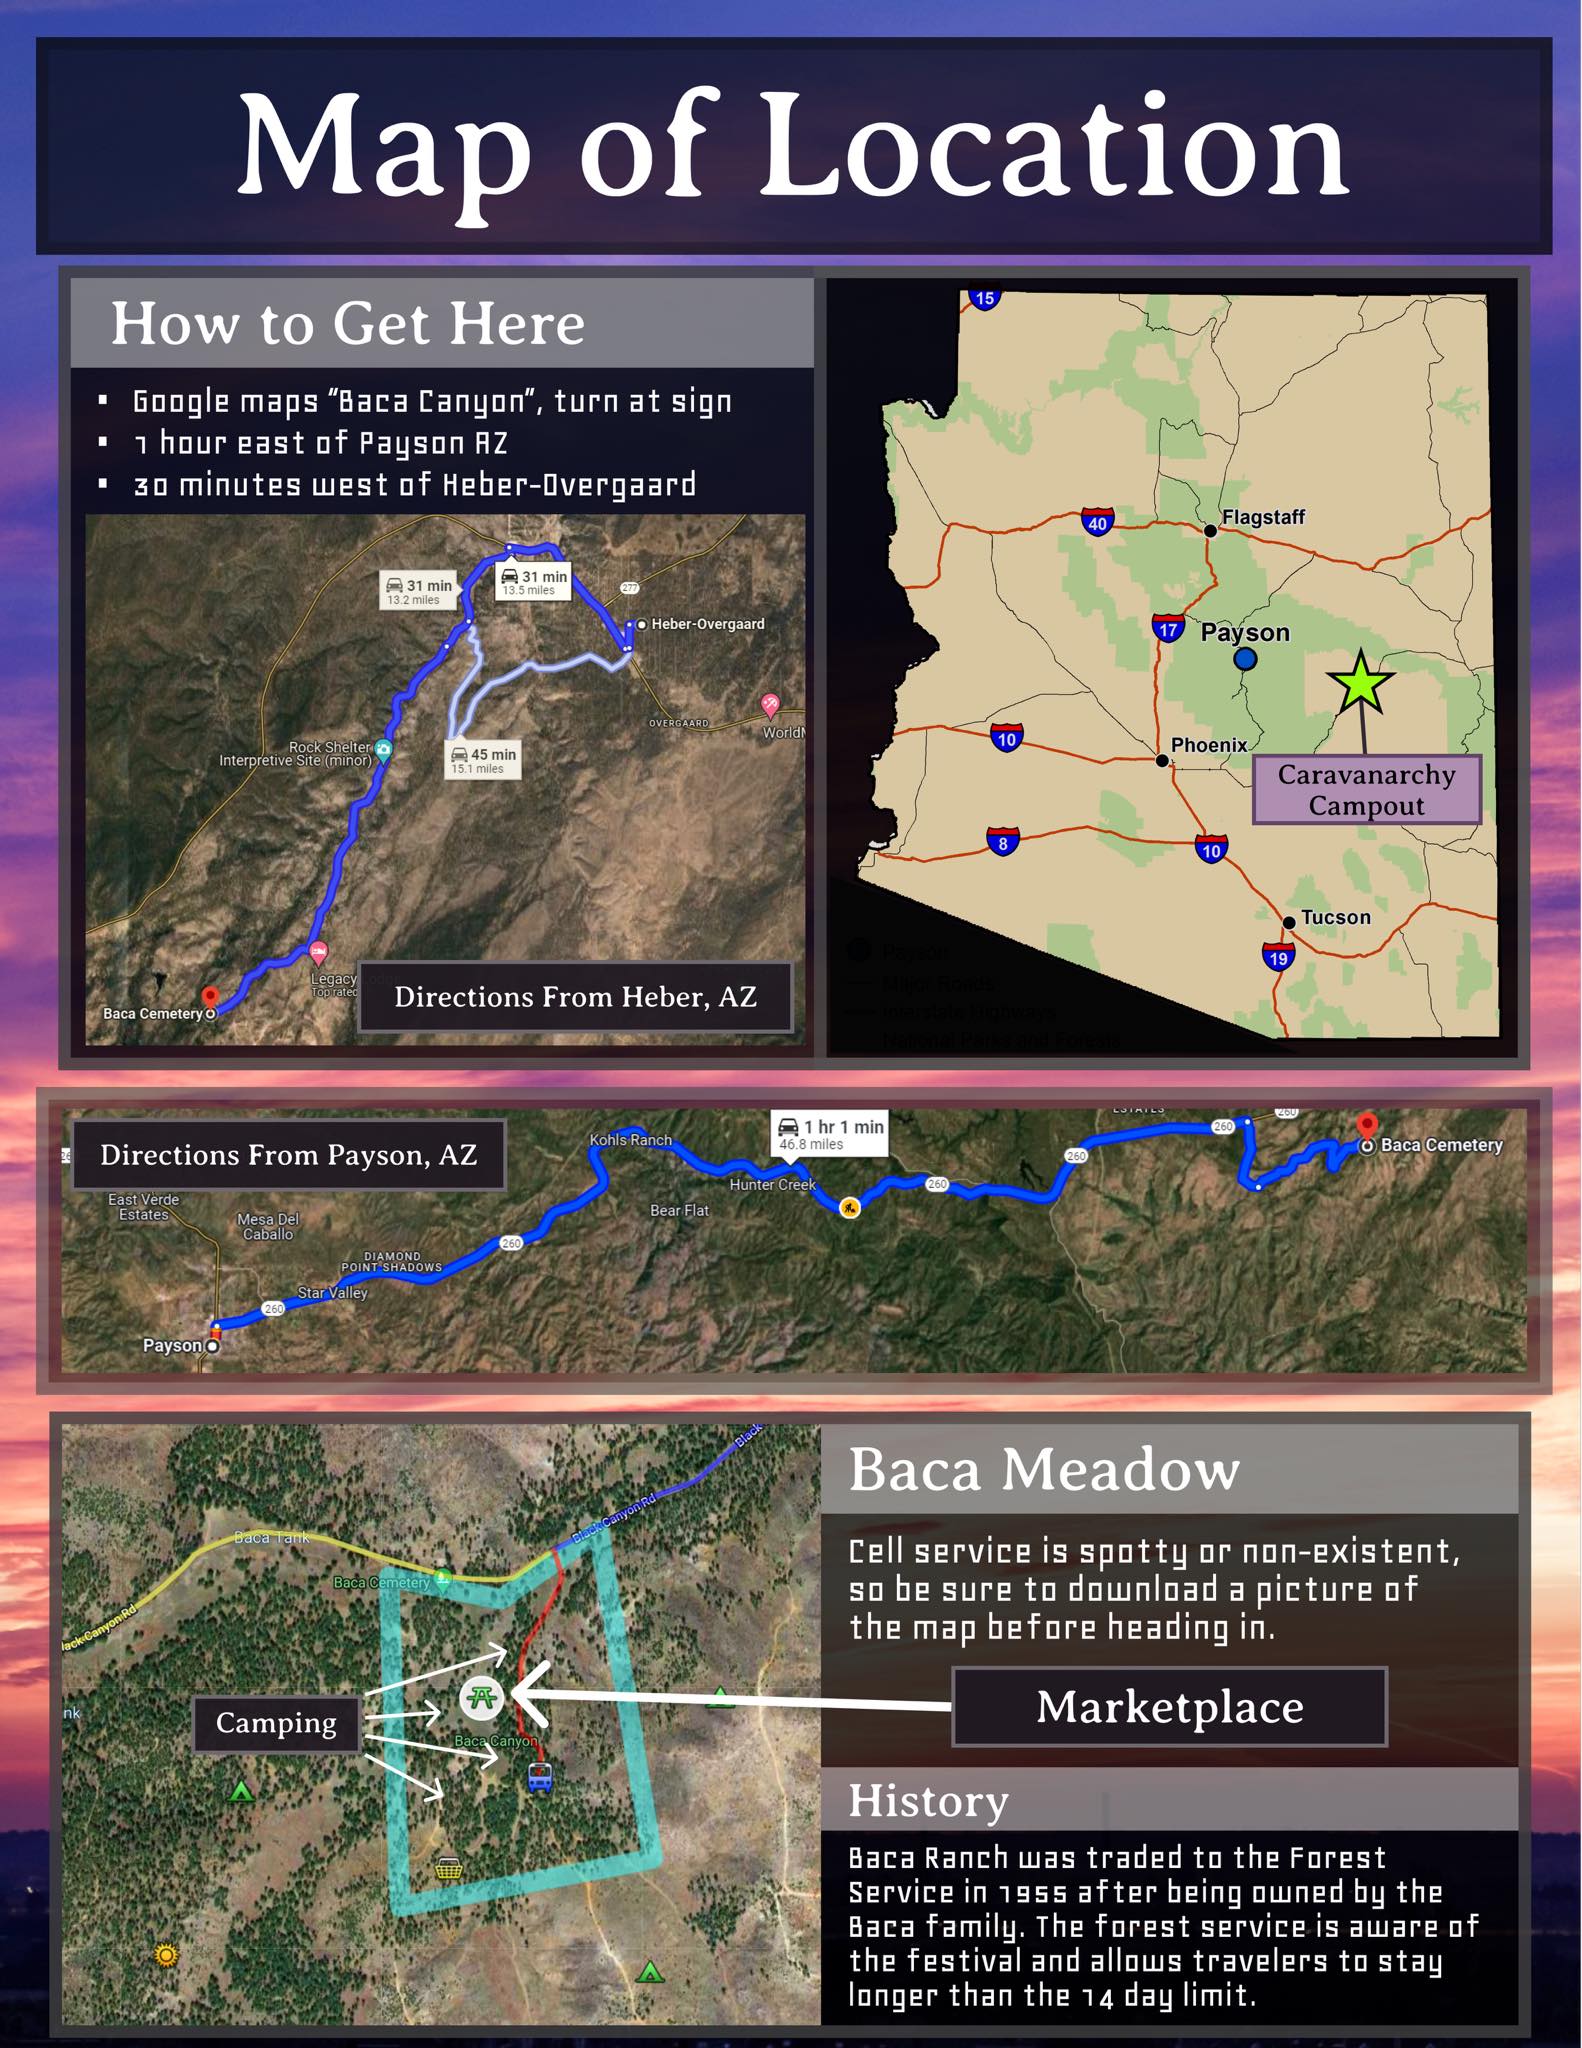 Map of Location
How to Get Here
▪ Google maps "Baca Canyon", turn at sign
▪ 1 hour east of Payson AZ
▪ 30 minutes west of Heber-Overgaard
31 min
13.2 miles
31 min
13.5 miles
277
Heber-Overgaard
OVERGAARD
WorldM
Rock Shelter
Interpretive Site (minor)
45 min
15.1 miles
Legacy
Top rated
Baca Cemetery
Directions From Heber, AZ
15
40
Flagstaff
17
Payson
10
Phoenix
Caravanarchy
Campout
8
10
Tucson
19
Payson
Major Roads
Interstate Highways
National Parks and Forests
Directions From Payson, AZ
Kohls Ranch
1 hr 1 min
46.8 miles
ESTATES
260
260
260
Baca Cemetery
East Verde
Estates
Mesa Del
Caballo
Hunter Creek
260
Bear Flat
260
DIAMOND
POINT SHADOWS
Star Valley
260
Payson
Black
Black Canyon Rd
Baca Tank
Baca Cemetery
lack Canyon Rd
nk
Camping
Baca Canyon
Baca Meadow
Cell service is spotty or non-existent,
so be sure to download a picture of
the map before heading in.
Marketplace
History
Baca Ranch was traded to the Forest
Service in 1955 after being owned by the
Baca family. The forest service is aware of
the festival and allows travelers to stay
longer than the 14 day limit.